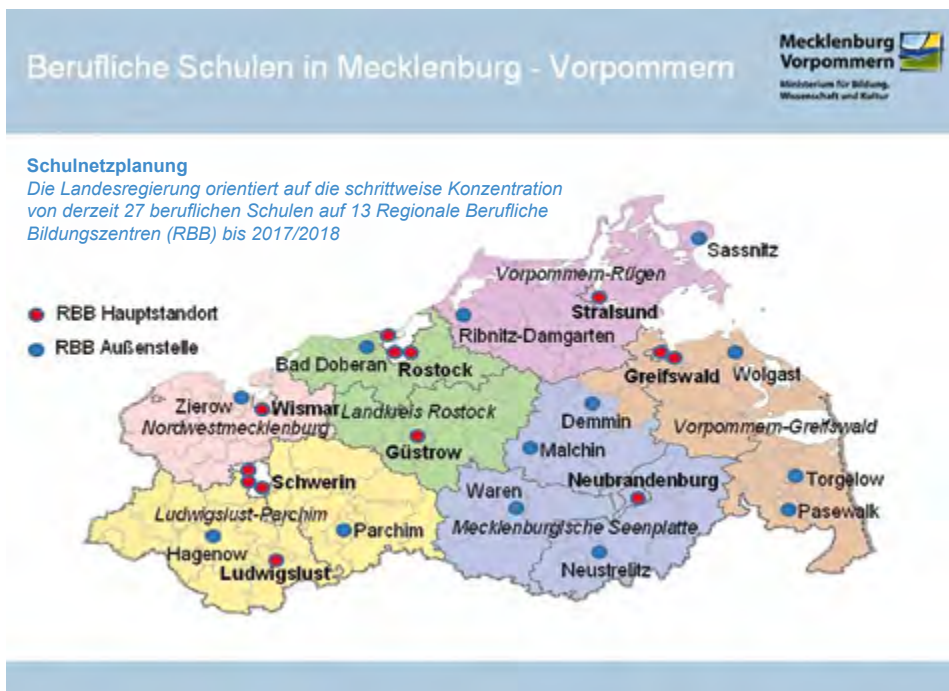 Berufliche Schulen in Mecklenburg - Vorpommern
Mecklenburg
Vorpommern
Ministerium für Bildung,
Wissenschaft und Kultur
Schulnetzplanung
Die Landesregierung orientiert auf die schrittweise Konzentration
von derzeit 27 beruflichen Schulen auf 13 Regionale Berufliche
Bildungszentren (RBB) bis 2017/2018
RBB Hauptstandort
RBB Außenstelle
Sassnitz
Vorpommern-Rügen
Stralsund
Ribnitz-Damgarten
Bad Doberan
Rostock
Greifswald
Wolgast
Zierow
Wismar
Landkreis Rostock
Nordwestmecklenburg
Demmin
Vorpommern-Greifswald
Güstrow
Malchin
Schwerin
Neubrandenburg
Torgelow
Waren
Pasewalk
Ludwigslust-Parchim
Mecklenburgische Seenplatte
Parchim
Hagenow
Ludwigslust
Neustrelitz